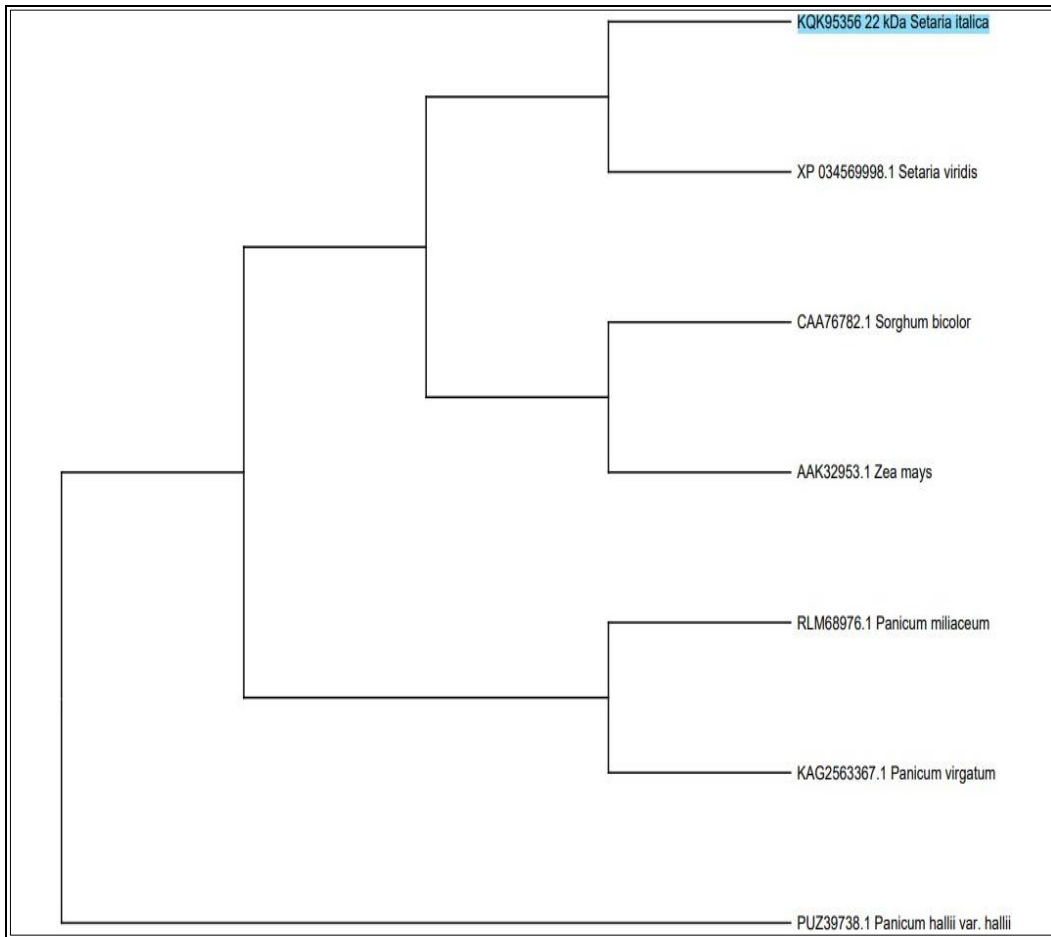 KQK95356 22 kDa Setaria italica
XP 034569998.1 Setaria viridis
CAA76782.1 Sorghum bicolor
AAK32953.1 Zea mays
RLM68976.1 Panicum miliaceum
KAG2563367.1 Panicum virgatum
PUZ39738.1 Panicum hallii var. hallii